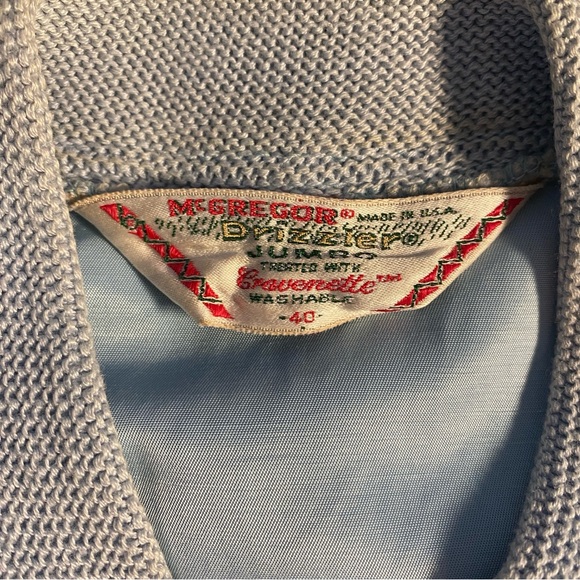 McGREGOR® MADE IN U.S.A.
Drizzler®
JUMBO
TREATED WITH
Cravenette™
WASHABLE
-40-